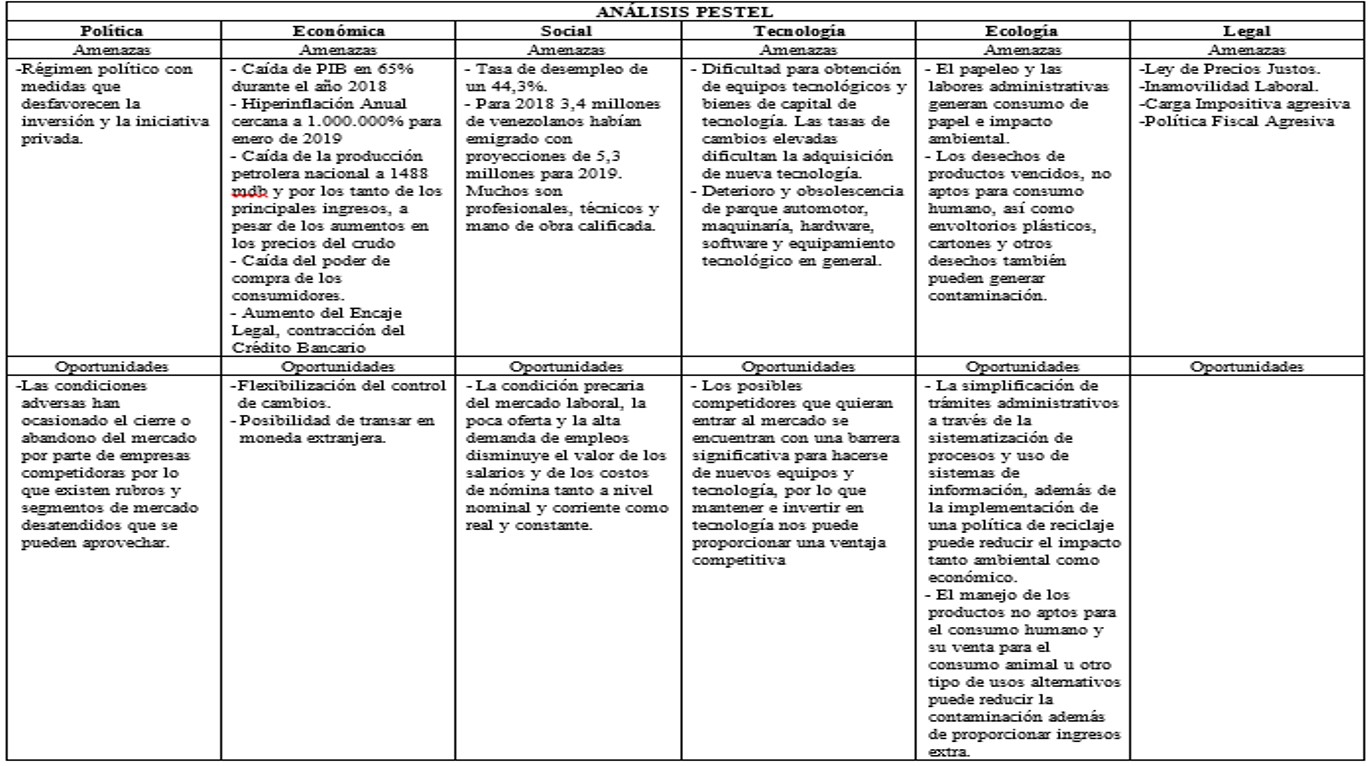 ANÁLISIS PESTEL
Política
Económica
Social
Tecnología
Ecología
Legal
Amenazas
Amenazas
Amenazas
Amenazas
Amenazas
Amenazas
-Régimen político con
medidas que
desfavorecen la
inversión y la iniciativa
privada.
- Caída de PIB en 65%
durante el año 2018
- Hiperinflación Anual
cercana a 1.000.000% para
enero de 2019
- Caída de la producción
petrolera nacional a 1488
mdb y por los tanto de los
principales ingresos, a
pesar de los aumentos en
los precios del crudo
- Caída del poder de
compra de los
consumidores.
- Aumento del Encaje
Legal, contracción del
Crédito Bancario
- Tasa de desempleo de
un 44,3%.
- Para 2018 3,4 millones
de venezolanos habían
emigrado con
proyecciones de 5,3
millones para 2019.
Muchos son
profesionales, técnicos y
mano de obra calificada.
- Dificultad para obtención
de equipos tecnológicos y
bienes de capital de
tecnología. Las tasas de
cambios elevadas
dificultan la adquisición
de nueva tecnología.
- Deterioro y obsolescencia
de parque automotor,
maquinaría, hardware,
software y equipamiento
tecnológico en general.
- El papeleo y las
labores administrativas
generan consumo de
papel e impacto
ambiental.
- Los desechos de
productos vencidos, no
aptos para consumo
humano, así como
envoltorios plásticos,
cartones y otros
desechos también
pueden generar
contaminación.
-Ley de Precios Justos.
-Inamovilidad Laboral.
-Carga Impositiva agresiva
-Política Fiscal Agresiva
Oportunidades
Oportunidades
Oportunidades
Oportunidades
Oportunidades
Oportunidades
-Las condiciones
adversas han
ocasionado el cierre o
abandono del mercado
por parte de empresas
competidoras por lo
que existen rubros y
segmentos de mercado
desatendidos que se
pueden aprovechar.
-Flexibilización del control
de cambios.
-Posibilidad de transar en
moneda extranjera.
- La condición precaria
del mercado laboral, la
poca oferta y la alta
demanda de empleos
disminuye el valor de los
salarios y de los costos
de nómina tanto a nivel
nominal y corriente como
real y constante.
- Los posibles
competidores que quieran
entrar al mercado se
encuentran con una barrera
significativa para hacerse
de nuevos equipos y
tecnología, por lo que
mantener e invertir en
tecnología nos puede
proporcionar una ventaja
competitiva
- La simplificación de
trámites administrativos
a través de la
sistematización de
procesos y uso de
sistemas de
información, además de
la implementación de
una política de reciclaje
puede reducir el impacto
tanto ambiental como
económico.
- El manejo de los
productos no aptos para
el consumo humano y
su venta para el
consumo animal u otro
tipo de usos alternativos
puede reducir la
contaminación además
de proporcionar ingresos
extra.